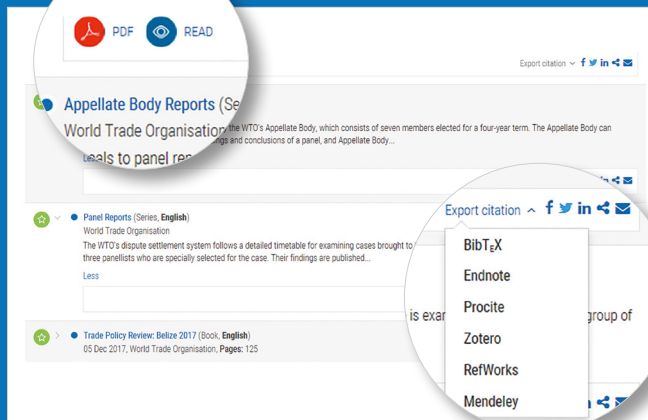 PDF READ
Export citation
Appellate Body Reports (Se
World Trade Organisation
the WTO's Appellate Body, which consists of seven members elected for a four-year term. The Appellate Body can
ngs and conclusions of a panel, and Appellate Body...
als to panel rep
Export citation
Panel Reports (Series, English)
World Trade Organisation
The WTO's dispute settlement system follows a detailed timetable for examining cases brought to
three panellists who are specially selected for the case. Their findings are published...
Less
is exam
group of
BibTEX
Endnote
Procite
Zotero
RefWorks
Mendeley
Trade Policy Review: Belize 2017 (Book, English)
05 Dec 2017, World Trade Organisation, Pages: 125